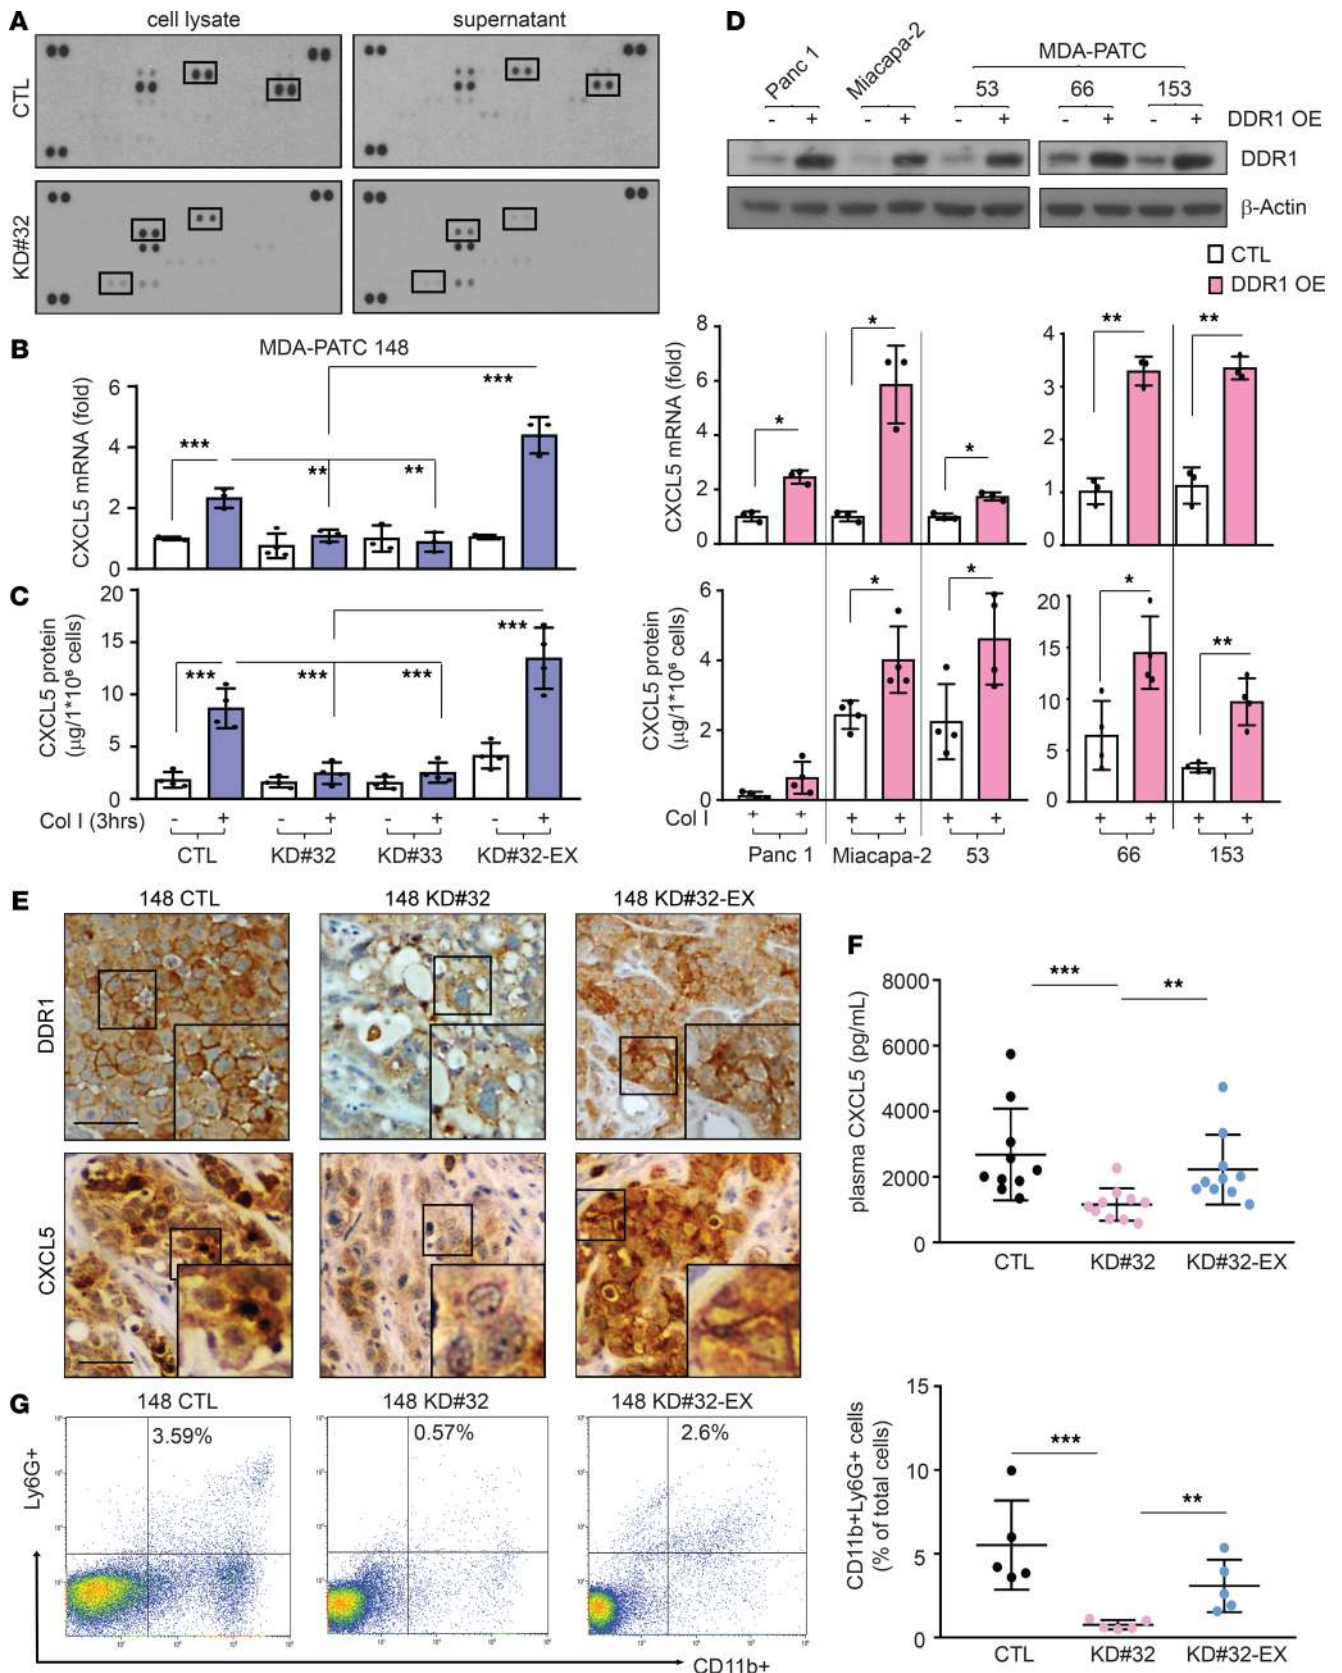 A
cell lysate
supernatant
CTL
KD#32
B
MDA-PATC 148
CXCL5 mRNA (fold)
6
4
2
0
***
**
**
***
C
CXCL5 protein
(µg/1*10⁶ cells)
20
15
10
5
0
***
***
***
***
Col I (3hrs)
- + - + - + - +
CTL KD#32 KD#33 KD#32-EX
D
Panc 1
Miacapa-2
MDA-PATC
53 66 153
- + - + - + - + - + DDR1 OE
DDR1
β-Actin
CTL
DDR1 OE
CXCL5 mRNA (fold)
8
6
4
2
0
*
*
*
4
3
2
1
0
**
**
CXCL5 protein
(µg/1*10⁶ cells)
6
4
2
0
*
*
20
15
10
5
0
*
**
Col I + + + + + + + + + +
Panc 1 Miacapa-2 53 66 153
E
148 CTL 148 KD#32 148 KD#32-EX
DDR1
CXCL5
F
plasma CXCL5 (pg/mL)
8000
6000
4000
2000
0
*** **
CTL KD#32 KD#32-EX
G
148 CTL 148 KD#32 148 KD#32-EX
3.59% 0.57% 2.6%
Ly6G+
CD11b+
CD11b+Ly6G+ cells
(% of total cells)
15
10
5
0
***
**
CTL KD#32 KD#32-EX